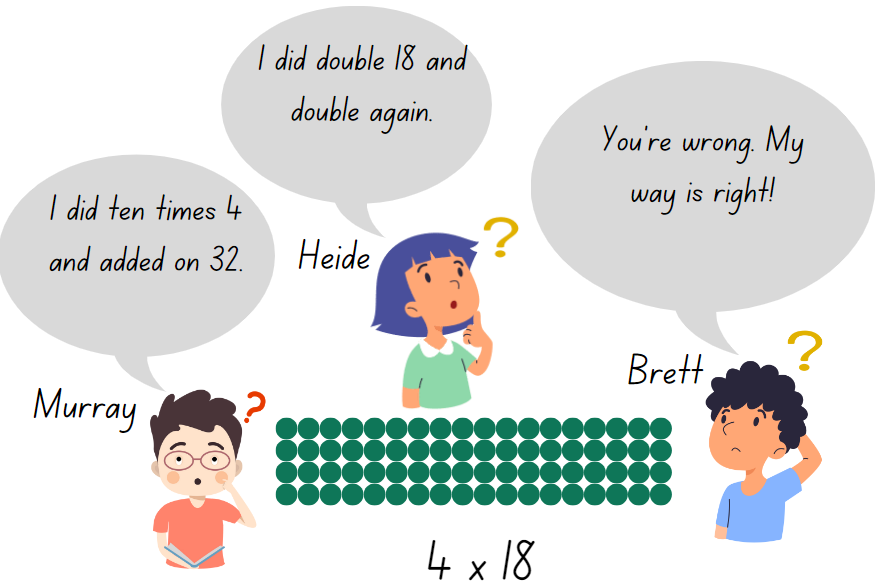 I did double 18 and
double again.
You're wrong. My
way is right!
I did ten times 4
and added on 32.
Heide
?
?
Brett
Murray
?
4 x 18